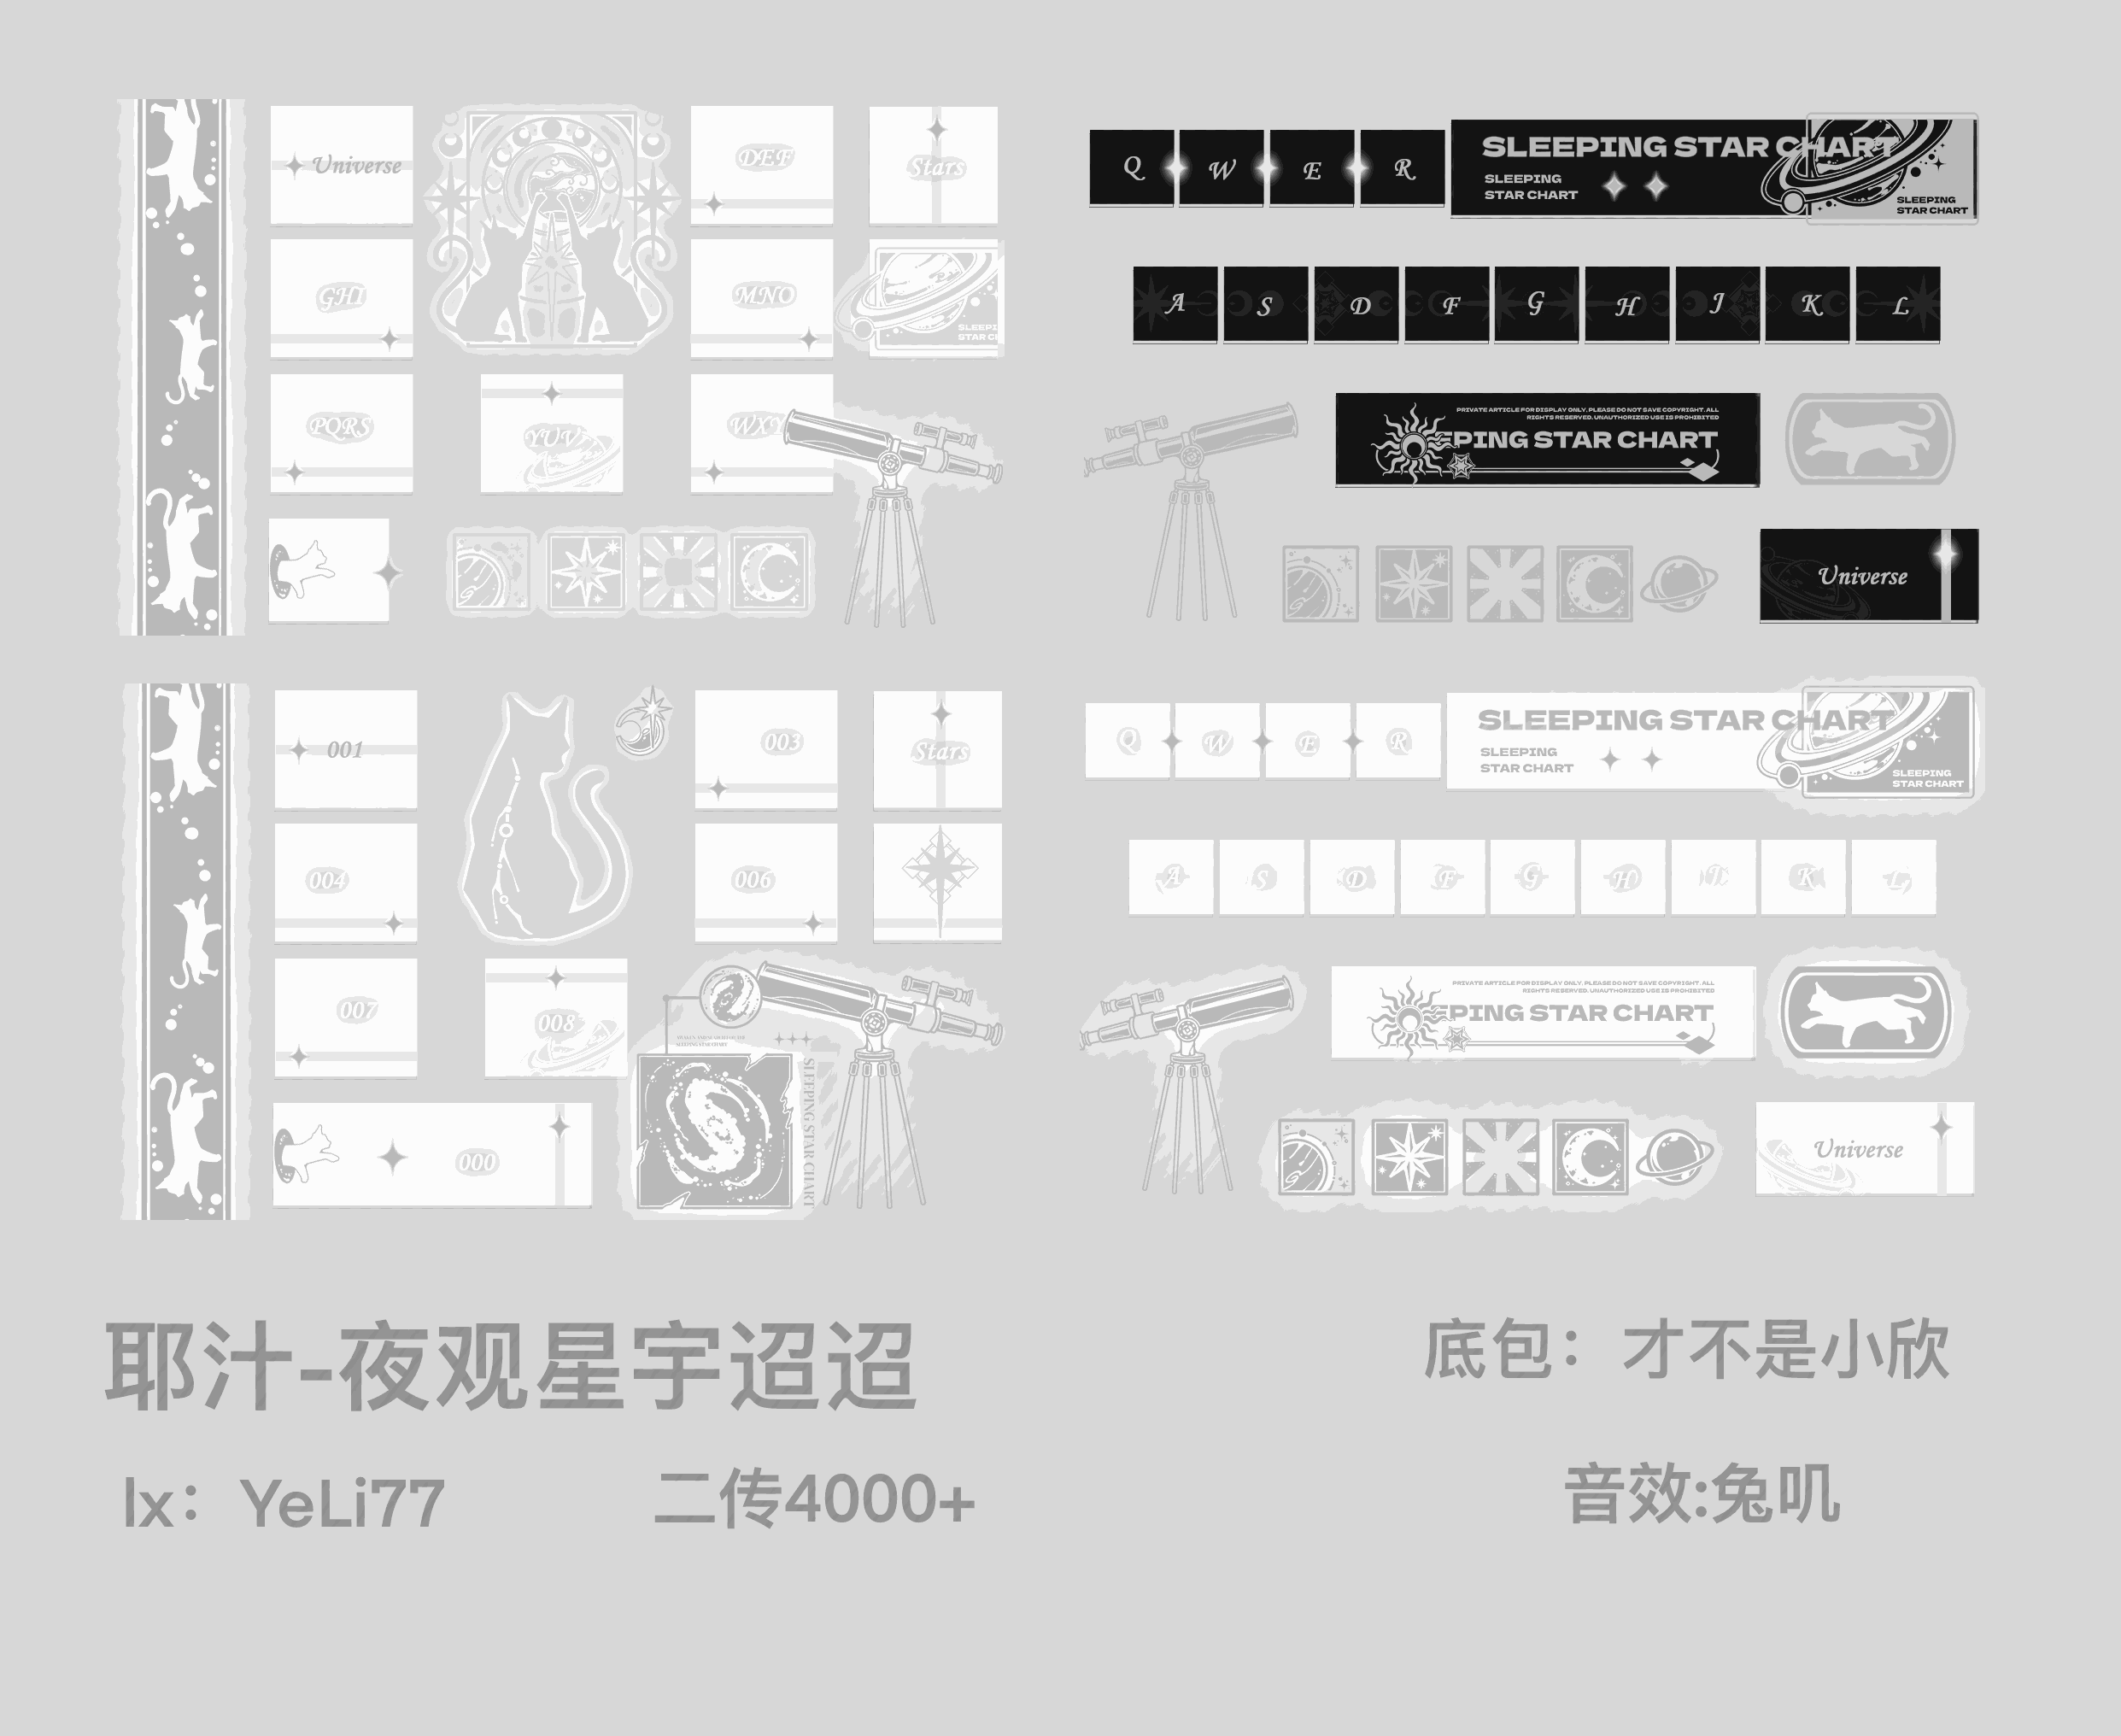 Universe
DEF
Stars
GHI
MNO
SLEEPI
STAR C
PQRS
YUV
WXY
Q W E R
SLEEPING STAR CHART
SLEEPING
STAR CHART
SLEEPING
STAR CHART
A S D F G H J K L
PRIVATE ARTICLE FOR DISPLAY ONLY. PLEASE DO NOT SAVE COPYRIGHT. ALL
RIGHTS RESERVED. UNAUTHORIZED USE IS PROHIBITED
EPING STAR CHART
Universe
001
003
Stars
004
006
007
008
SLEEPING STAR CHART
SLEEPING STAR CHART
000
Q W E R
SLEEPING STAR CHART
SLEEPING
STAR CHART
SLEEPING
STAR CHART
A S D F G H J K L
PRIVATE ARTICLE FOR DISPLAY ONLY. PLEASE DO NOT SAVE COPYRIGHT. ALL
RIGHTS RESERVED. UNAUTHORIZED USE IS PROHIBITED
EPING STAR CHART
Universe
耶汁-夜观星宇迢迢
底包：才不是小欣
lx：YeLi77
二传4000+
音效:兔叽